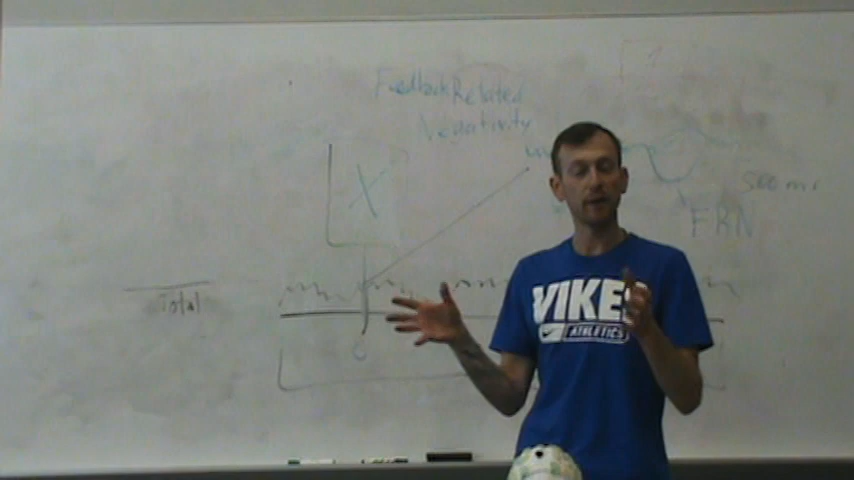 Feedback Related
Negativity
X
500 ms
FRN
Total
VIKES
ATHLETICS